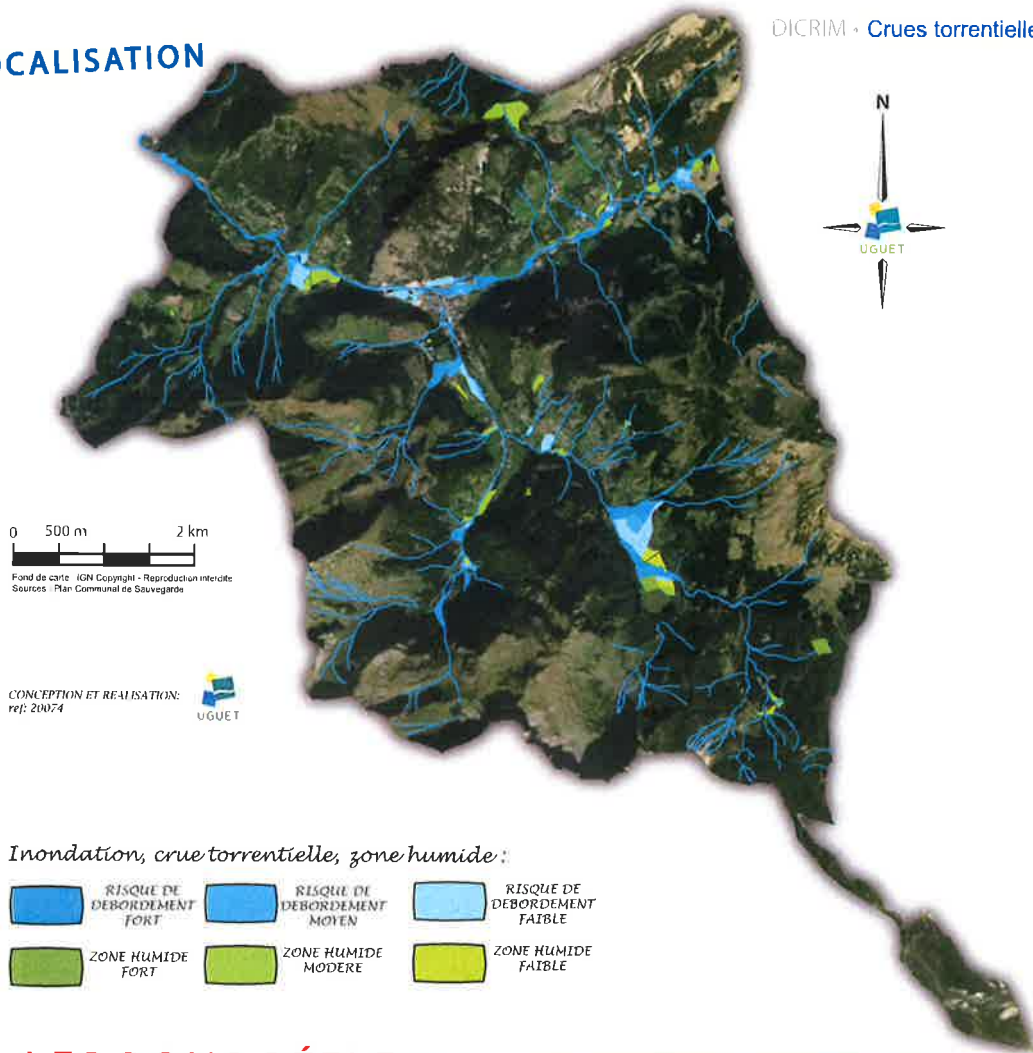 DICRIM • Crues torrentielle
OCALISATION
N
UGUET
0 500 m 2 km
Fond de carte : IGN Copyright - Reproduction interdite
Sources : Plan Communal de Sauvegarde
CONCEPTION ET REALISATION:
ref: 20074
UGUET
Inondation, crue torrentielle, zone humide :
RISQUE DE
DEBORDEMENT
FORT
RISQUE DE
DEBORDEMENT
MOYEN
RISQUE DE
DEBORDEMENT
FAIBLE
ZONE HUMIDE
FORT
ZONE HUMIDE
MODERE
ZONE HUMIDE
FAIBLE